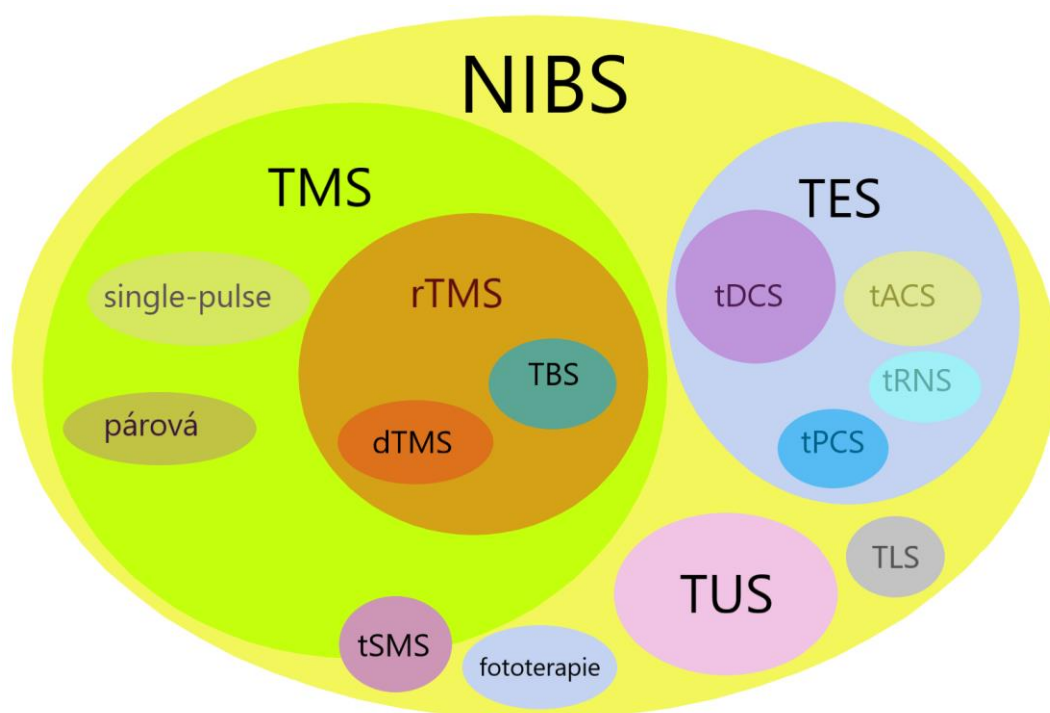 NIBS
TMS
TES
single-pulse
rTMS
tDCS
tACS
TBS
tRNS
párová
dTMS
tPCS
TLS
TUS
tSMS
fototerapie